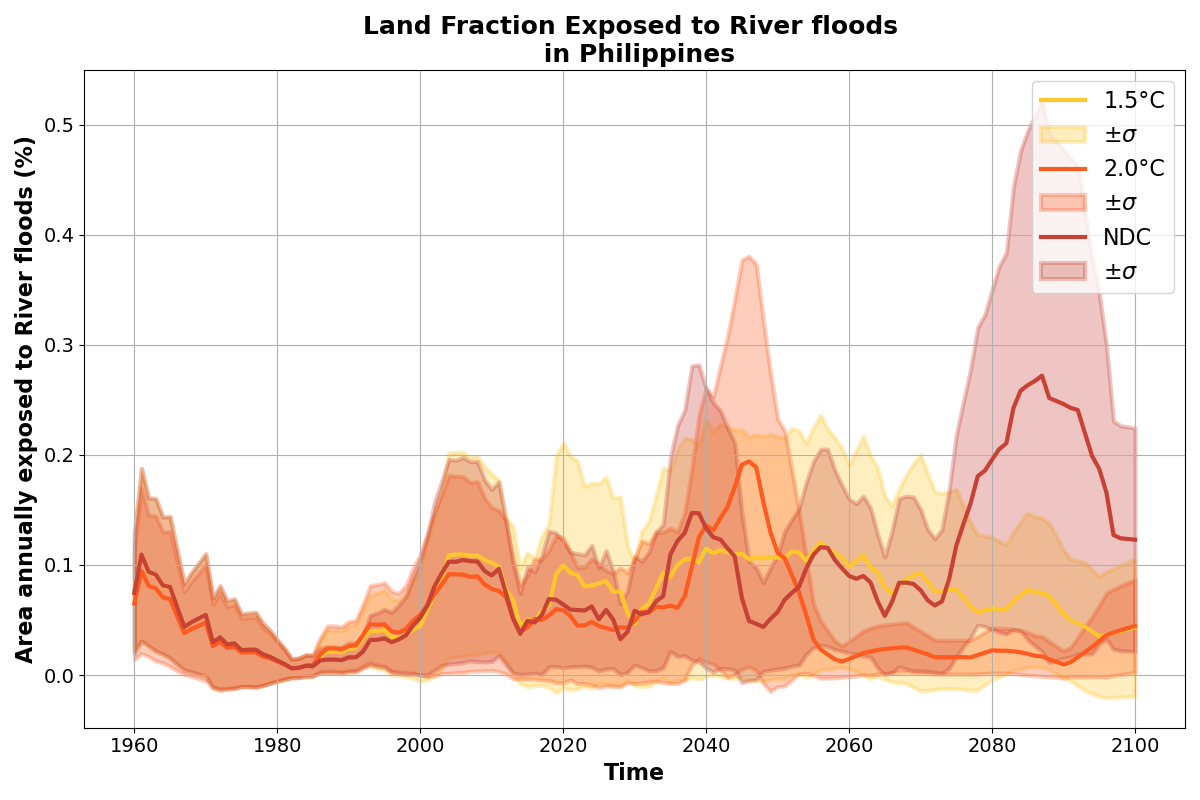 Land Fraction Exposed to River floods
in Philippines
Area annually exposed to River floods (%)
0.5
0.4
0.3
0.2
0.1
0.0
1960
1980
2000
2020
2040
2060
2080
2100
Time
1.5°C
±σ
2.0°C
±σ
NDC
±σ